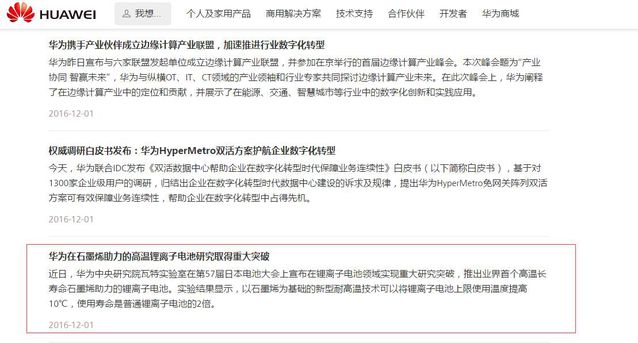 HUAWEI 我想... 个人及家用产品 商用解决方案 技术支持 合作伙伴 开发者 华为商城
华为携手产业伙伴成立边缘计算产业联盟，加速推进行业数字化转型
华为昨日宣布与六家联盟发起单位成立边缘计算产业联盟，并参加在京举行的首届边缘计算产业峰会。本次峰会题为“产业
协同 智赢未来”，华为与纵横OT、IT、CT领域的产业领袖和行业专家共同探讨边缘计算产业未来。在此次峰会上，华为阐释
了在边缘计算产业中的定位和贡献，并展示了在能源、交通、智慧城市等行业中的数字化创新和实践应用。
2016-12-01
权威调研白皮书发布：华为HyperMetro双活方案护航企业数字化转型
今天，华为联合IDC发布《双活数据中心帮助企业在数字化转型时代保障业务连续性》白皮书（以下简称白皮书），基于对
1300家企业级用户的调研，归结出企业在数字化转型时代数据中心建设的诉求及规律，提出华为HyperMetro免网关阵列双活
方案可有效保障业务连续性，帮助企业在数字化转型中占得先机。
2016-12-01
华为在石墨烯助力的高温锂离子电池研究取得重大突破
近日，华为中央研究院瓦特实验室在第57届日本电池大会上宣布在锂离子电池领域实现重大研究突破，推出业界首个高温长
寿命石墨烯助力的锂离子电池。实验结果显示，以石墨烯为基础的新型耐高温技术可以将锂离子电池上限使用温度提高
10℃，使用寿命是普通锂离子电池的2倍。
2016-12-01